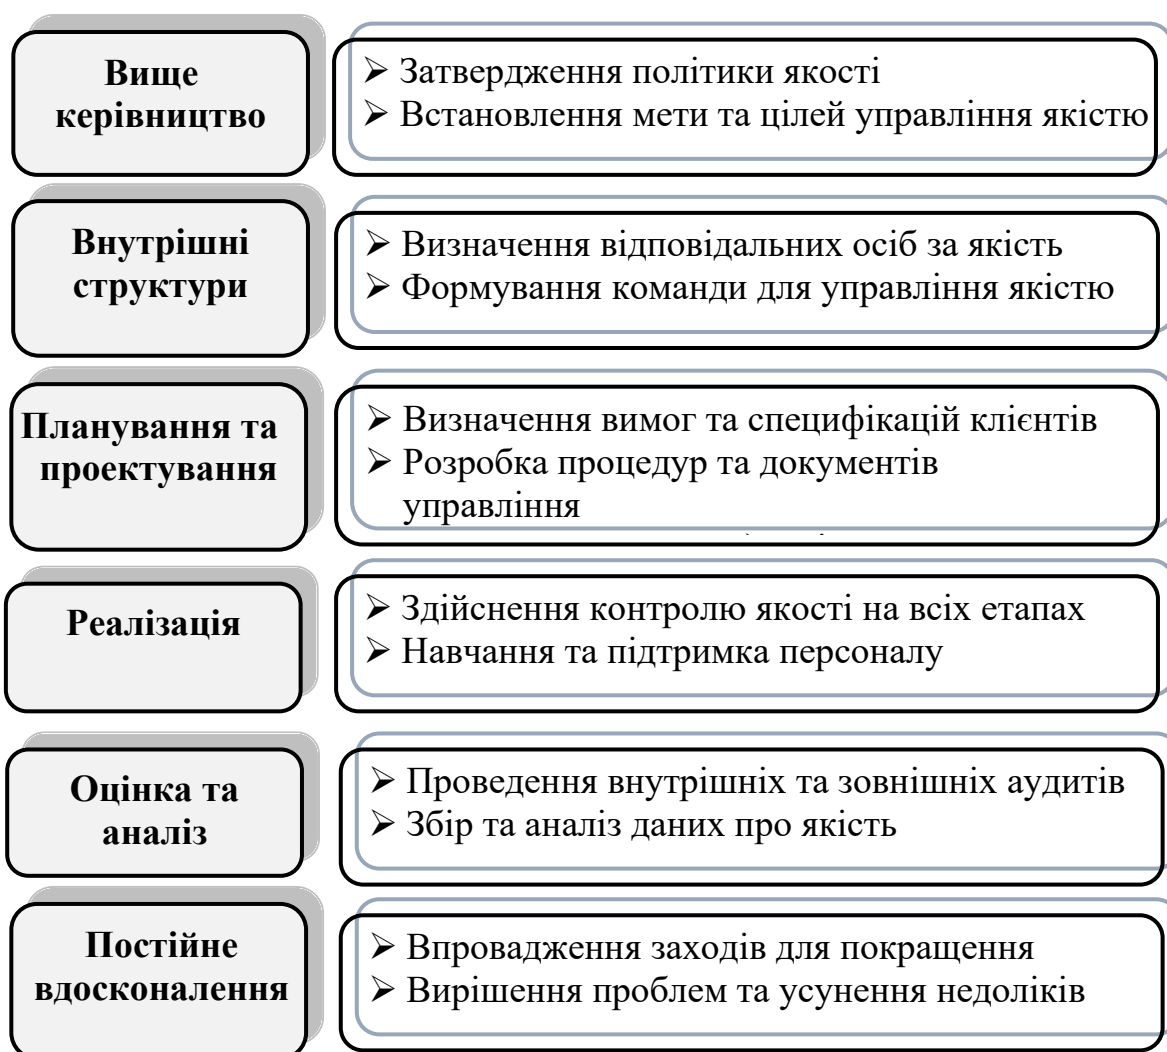 Вище
керівництво
➢ Затвердження політики якості
➢ Встановлення мети та цілей управління якістю
Внутрішні
структури
➢ Визначення відповідальних осіб за якість
➢ Формування команди для управління якістю
Планування та
проектування
➢ Визначення вимог та специфікацій клієнтів
➢ Розробка процедур та документів
управління
Реалізація
➢ Здійснення контролю якості на всіх етапах
➢ Навчання та підтримка персоналу
Оцінка та
аналіз
➢ Проведення внутрішніх та зовнішніх аудитів
➢ Збір та аналіз даних про якість
Постійне
вдосконалення
➢ Впровадження заходів для покращення
➢ Вирішення проблем та усунення недоліків